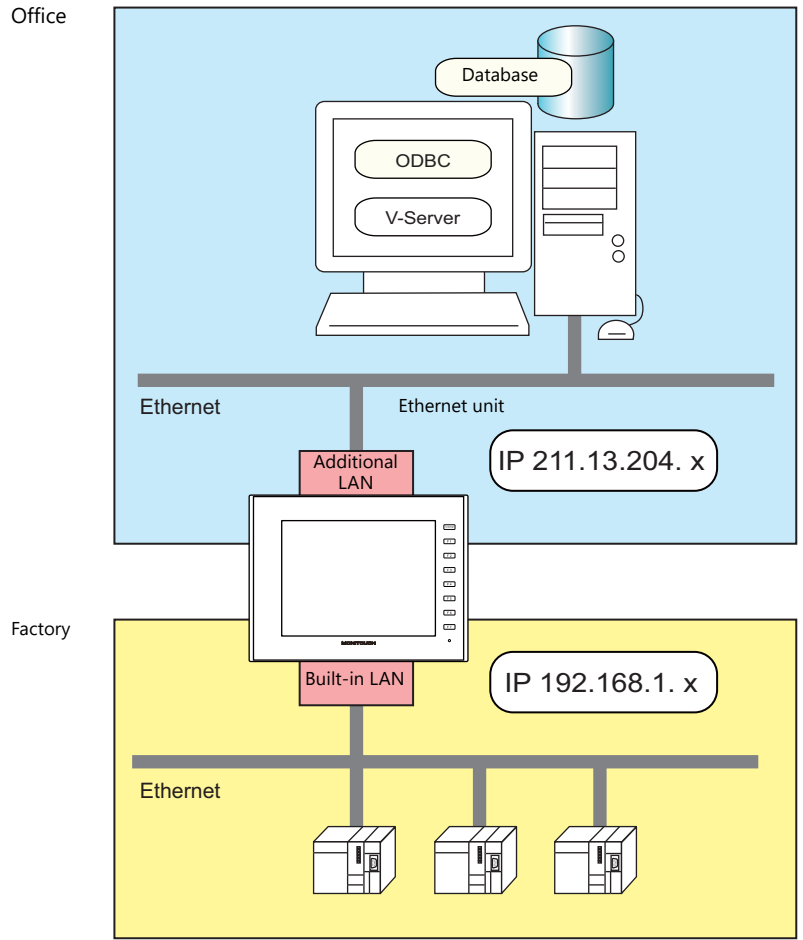 Office
Database
ODBC
V-Server
Ethernet
Ethernet unit
IP 211.13.204. x
Additional
LAN
MONITOUCH
Factory
Built-in LAN
IP 192.168.1. x
Ethernet